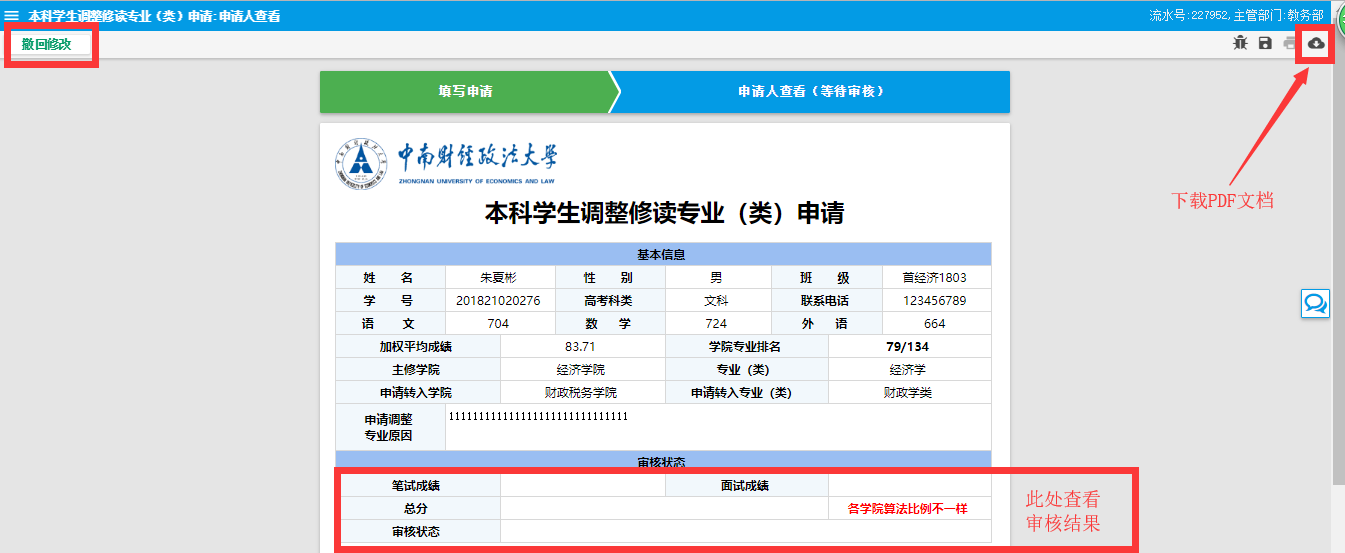 本科学生调整修读专业（类）申请:申请人查看
流水号:227952, 主管部门:教务部
撤回修改
填写申请
申请人查看（等待审核）
下载PDF文档
中南财经政法大学
ZHONGNAN UNIVERSITY OF ECONOMICS AND LAW
本科学生调整修读专业（类）申请
基本信息
姓 名 朱夏彬 性 别 男 班 级 首经济1803
学 号 201821020276 高考科类 文科 联系电话 123456789
语 文 704 数 学 724 外 语 664
加权平均成绩 83.71 学院专业排名 79/134
主修学院 经济学院 专业（类） 经济学
申请转入学院 财政税务学院 申请转入专业（类） 财政学类
申请调整
专业原因
111111111111111111111111111111
审核状态
笔试成绩 面试成绩
总分 各学院算法比例不一样
审核状态
此处查看
审核结果